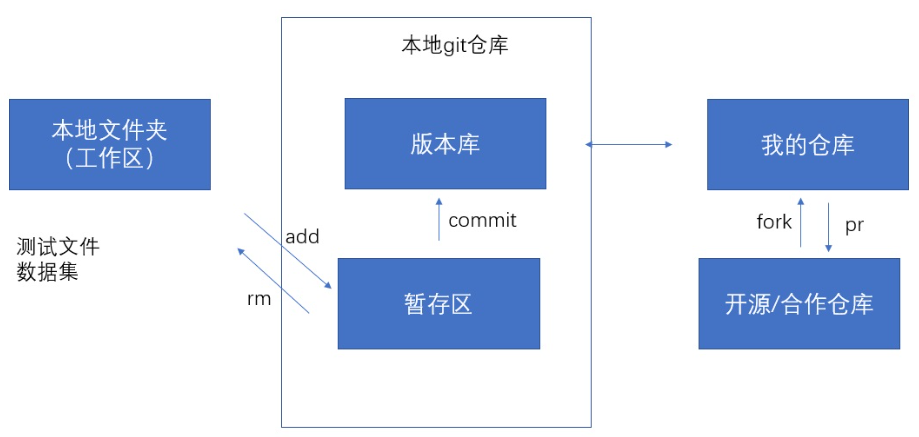 本地git仓库
本地文件夹
（工作区）
版本库
我的仓库
commit
fork
pr
add
测试文件
数据集
rm
暂存区
开源/合作仓库